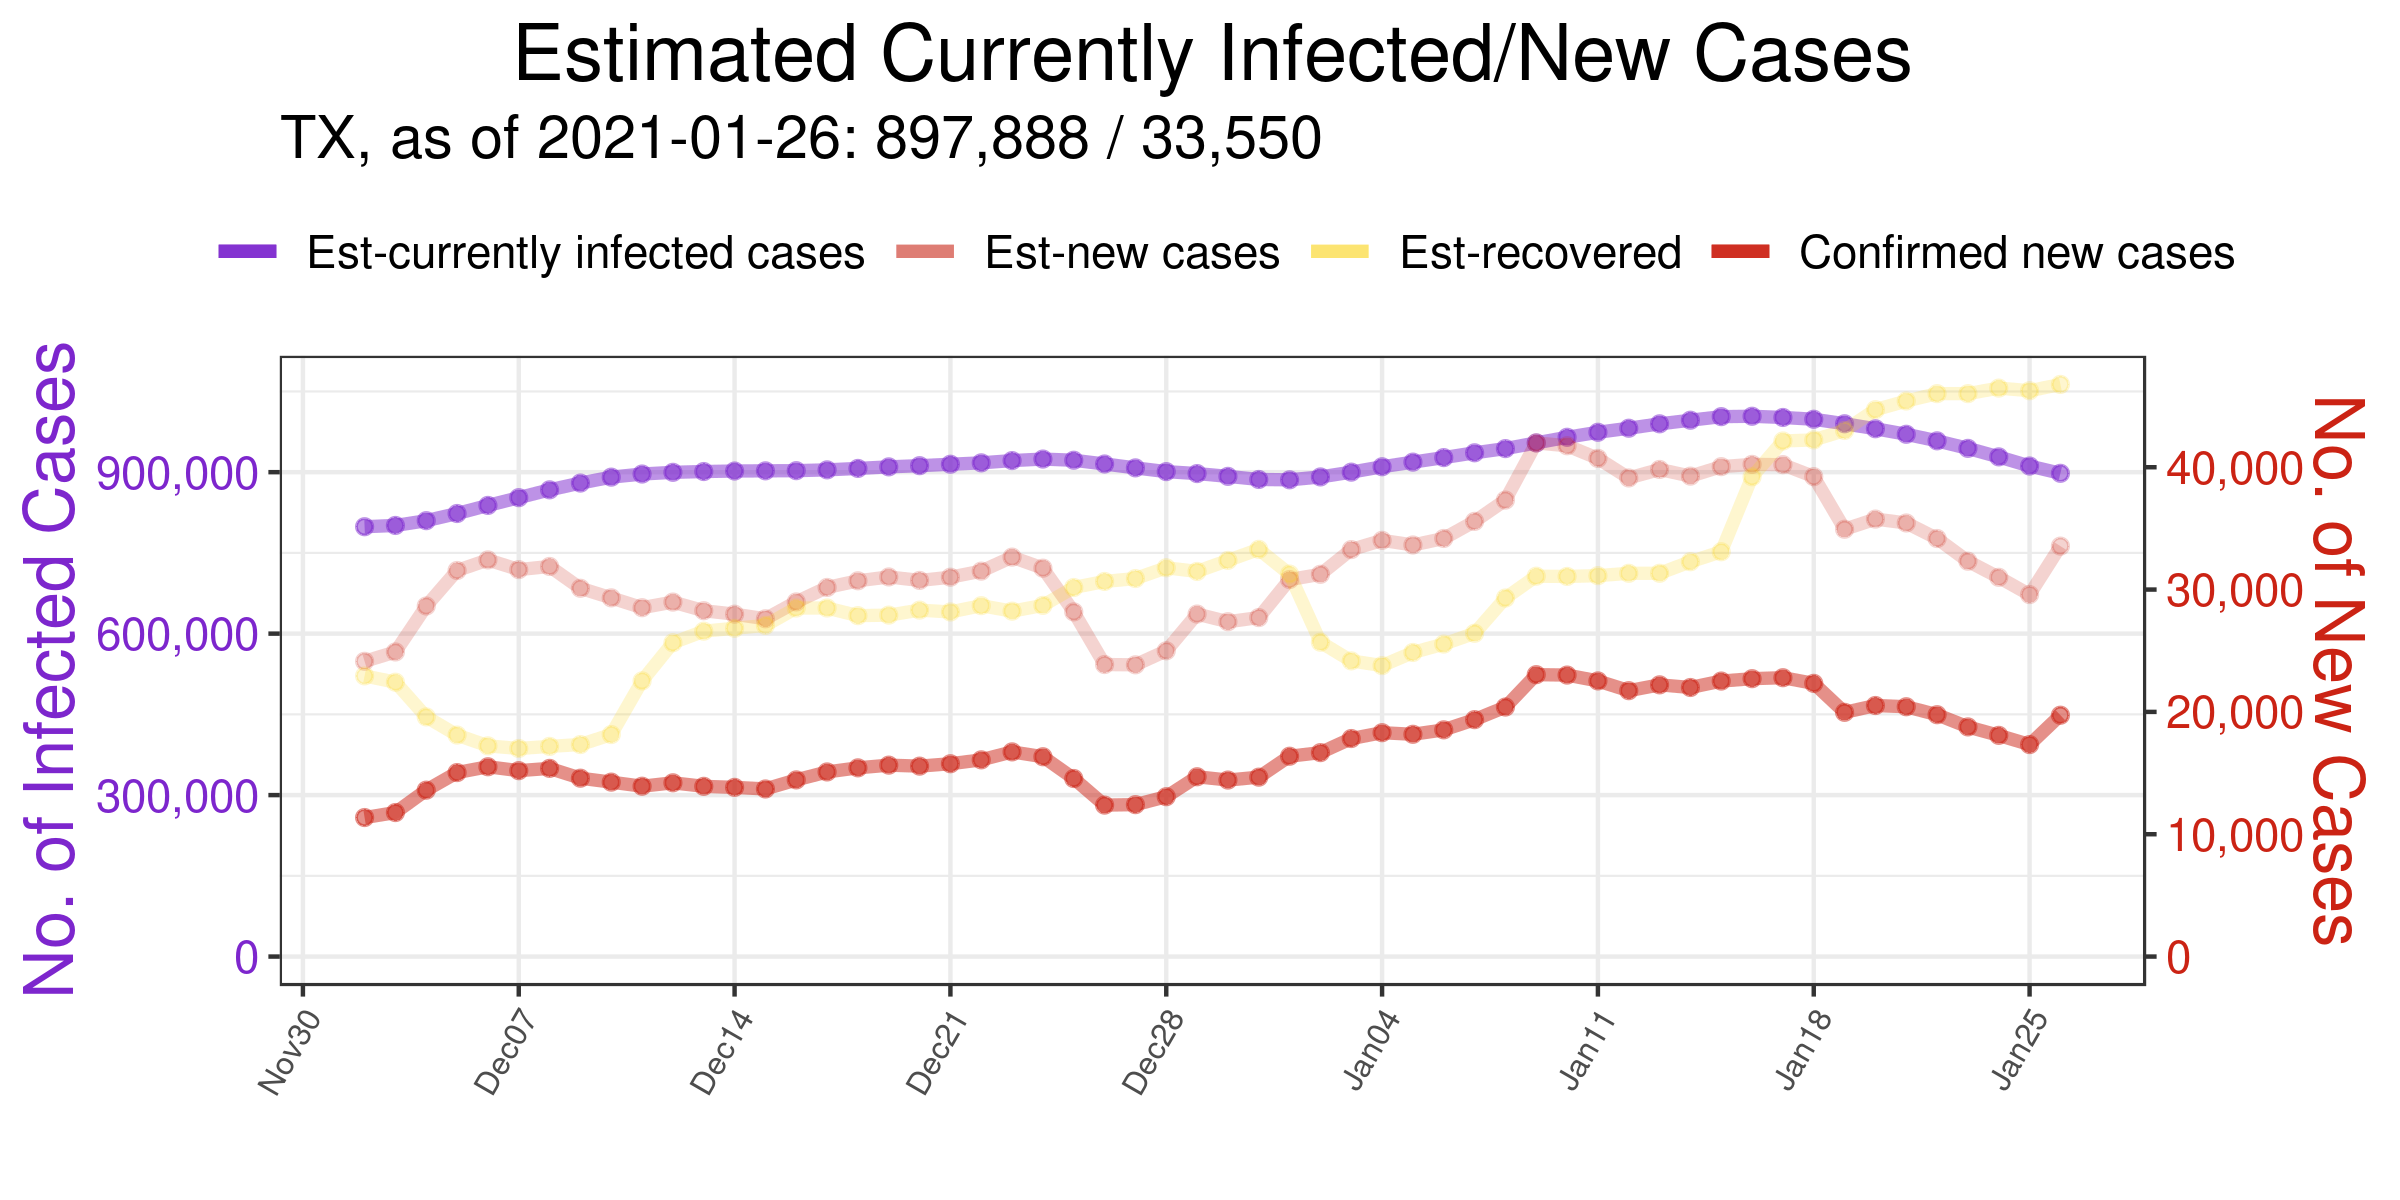 Estimated Currently Infected/New Cases
TX, as of 2021-01-26: 897,888 / 33,550
Est-currently infected cases Est-new cases Est-recovered Confirmed new cases
No. of Infected Cases
900,000
600,000
300,000
0
40,000
30,000
20,000
10,000
0
No. of New Cases
Nov30 Dec07 Dec14 Dec21 Dec28 Jan04 Jan11 Jan18 Jan25